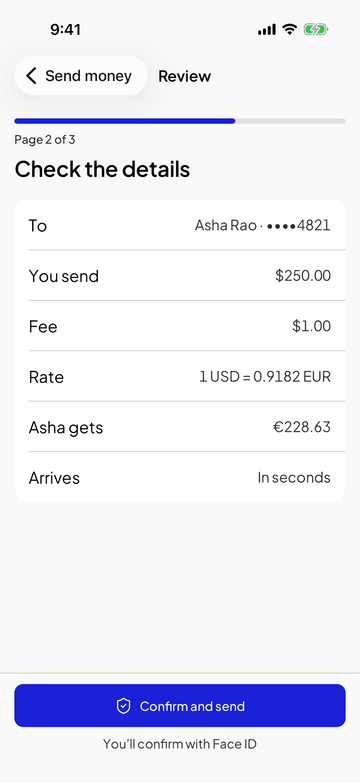 9:41
Send money
Review
Page 2 of 3
Check the details
To Asha Rao · ••••4821
You send $250.00
Fee $1.00
Rate 1 USD = 0.9182 EUR
Asha gets €228.63
Arrives In seconds
Confirm and send
You’ll confirm with Face ID